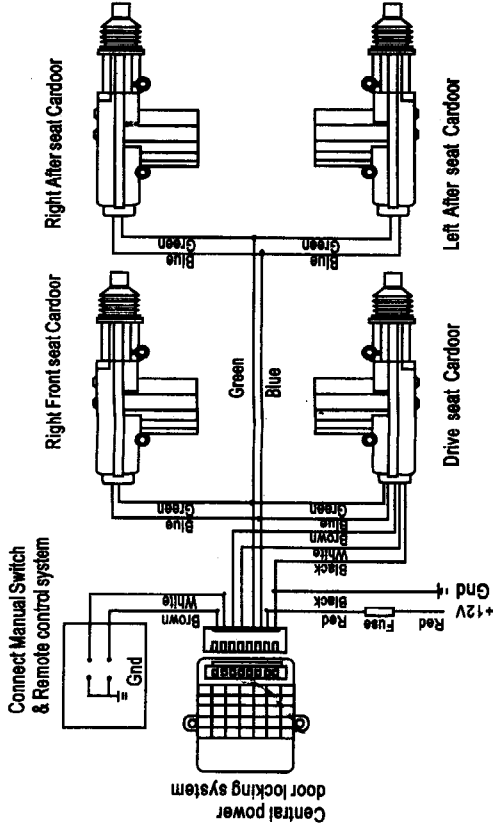 Right After seat Cardoor
Left After seat Cardoor
Blue
Green
Green
Blue
Right Front seat Cardoor
Drive seat Cardoor
Green
Blue
Blue
Green
Green
Blue
Brown
White
Black
Connect Manual Switch
& Remote control system
Gnd
White
Brown
Black
Gnd
Red
Fuse
Red
+12V
Central power
door locking system